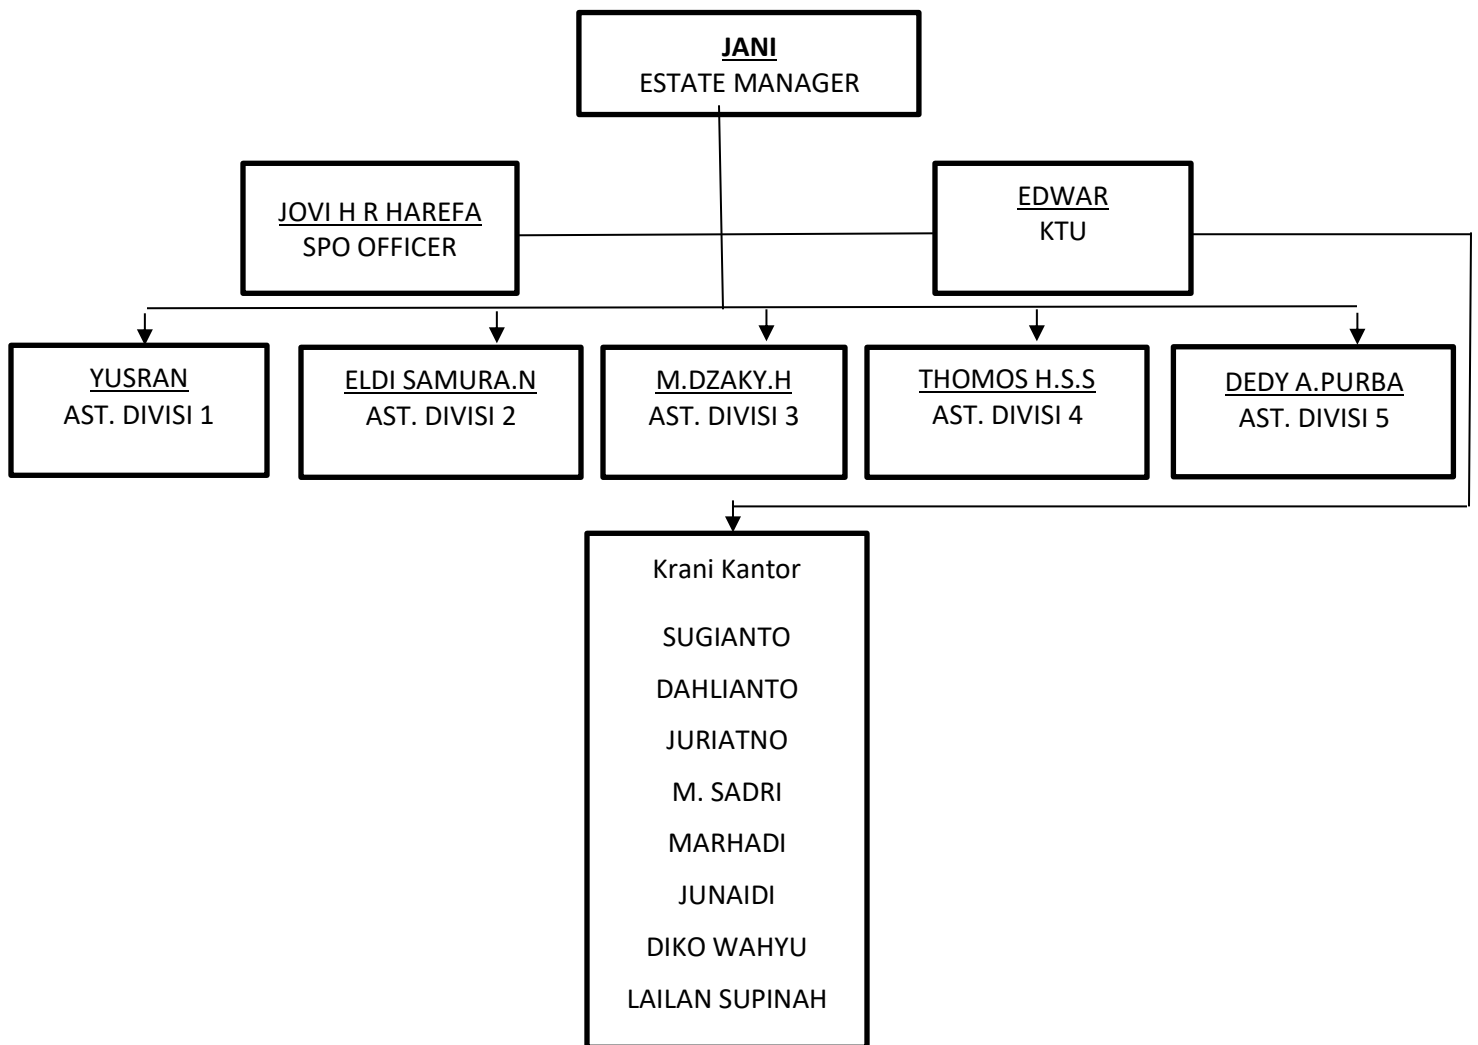 JANI
ESTATE MANAGER
JOVI H R HAREFA
SPO OFFICER
EDWAR
KTU
YUSRAN
AST. DIVISI 1
ELDI SAMURA.N
AST. DIVISI 2
M.DZAKY.H
AST. DIVISI 3
THOMOS H.S.S
AST. DIVISI 4
DEDY A.PURBA
AST. DIVISI 5
Krani Kantor
SUGIANTO
DAHLIANTO
JURIATNO
M. SADRI
MARHADI
JUNAIDI
DIKO WAHYU
LAILAN SUPINAH